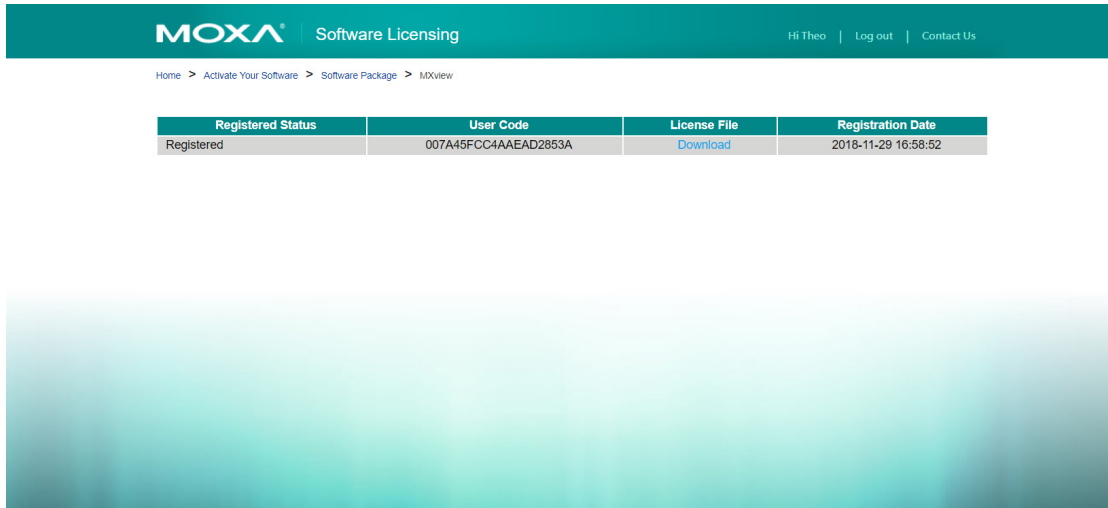 MOXA® Software Licensing Hi Theo | Log out | Contact Us
Home > Activate Your Software > Software Package > MXview
Registered Status User Code License File Registration Date
Registered 007A45FCC4AAEAD2853A Download 2018-11-29 16:58:52